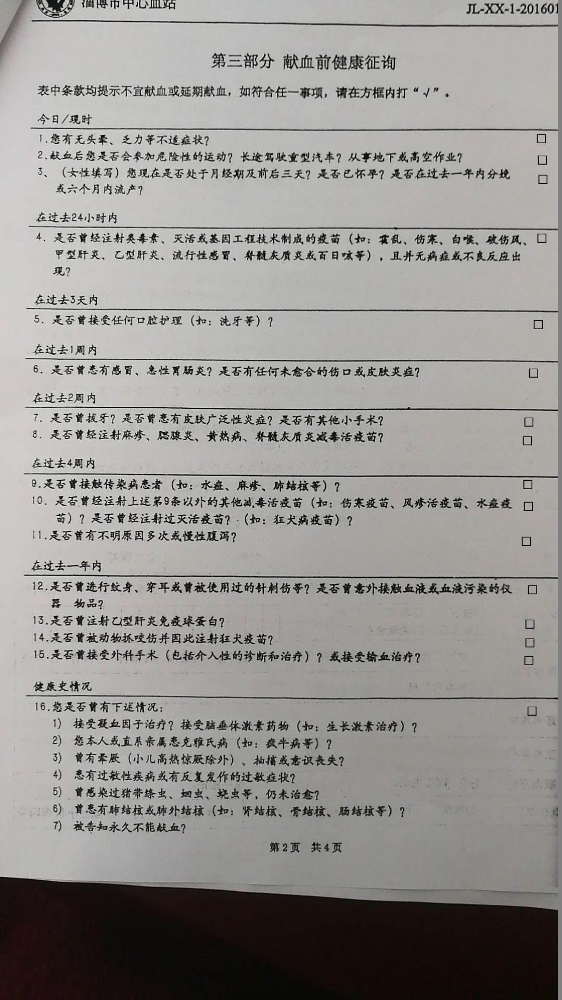 淄博市中心血站
JL-XX-1-201601
第三部分 献血前健康征询
表中条款均提示不宜献血或延期献血，如符合任一事项，请在方框内打“√”。
今日/现时
1.您有无头晕、乏力等不适症状？ □
2.献血后您是否会参加危险性的运动？长途驾驶重型汽车？从事地下或高空作业？ □
3、（女性填写）您现在是否处于月经期及前后三天？是否已怀孕？是否在过去一年内分娩 □
或六个月内流产？
在过去24小时内
4. 是否曾经注射类毒素、灭活或基因工程技术制成的疫苗（如：霍乱、伤寒、白喉、破伤风、 □
甲型肝炎、乙型肝炎、流行性感冒、脊髓灰质炎或百日咳等），且并无病症或不良反应出
现？
在过去3天内
5. 是否曾接受任何口腔护理（如：洗牙等）？ □
在过去1周内
6. 是否曾患有感冒、急性胃肠炎？是否有任何未愈合的伤口或皮肤炎症？ □
在过去2周内
7. 是否曾拔牙？是否曾患有皮肤广泛性炎症？是否有其他小手术？ □
8. 是否曾经注射麻疹、腮腺炎、黄热病、脊髓灰质炎减毒活疫苗？ □
在过去4周内
9.是否曾接触传染病患者（如：水痘、麻疹、肺结核等）？ □
10. 是否曾经注射上述第9条以外的其他减毒活疫苗（如：伤寒疫苗、风疹活疫苗、水痘疫 □
苗）？是否曾经注射过灭活疫苗？（如：狂犬病疫苗）？
11.是否曾有不明原因多次或慢性腹泻？ □
在过去一年内
12.是否曾进行纹身、穿耳或曾被使用过的针刺伤等？是否曾意外接触血液或血液污染的仪 □
器 物品？
13.是否曾注射乙型肝炎免疫球蛋白？ □
14.是否曾被动物抓咬伤并因此注射狂犬疫苗？ □
15.是否曾接受外科手术（包括介入性的诊断和治疗）？或接受输血治疗？ □
健康史情况
16.您是否曾有下述情况： □
1) 接受凝血因子治疗？接受脑垂体激素药物（如：生长激素治疗）？
2) 您本人或直系亲属患克雅氏病（如：疯牛病等）？
3) 曾有晕厥（小儿高热惊厥除外）、抽搐或意识丧失？
4) 患有过敏性疾病或有反复发作的过敏症状？
5) 曾感染过猪带绦虫、蛔虫、蛲虫等，仍未治愈？
6) 曾患有肺结核或肺外结核（如：肾结核、骨结核、肠结核等）？
7) 被告知永久不能献血？
第2页 共4页